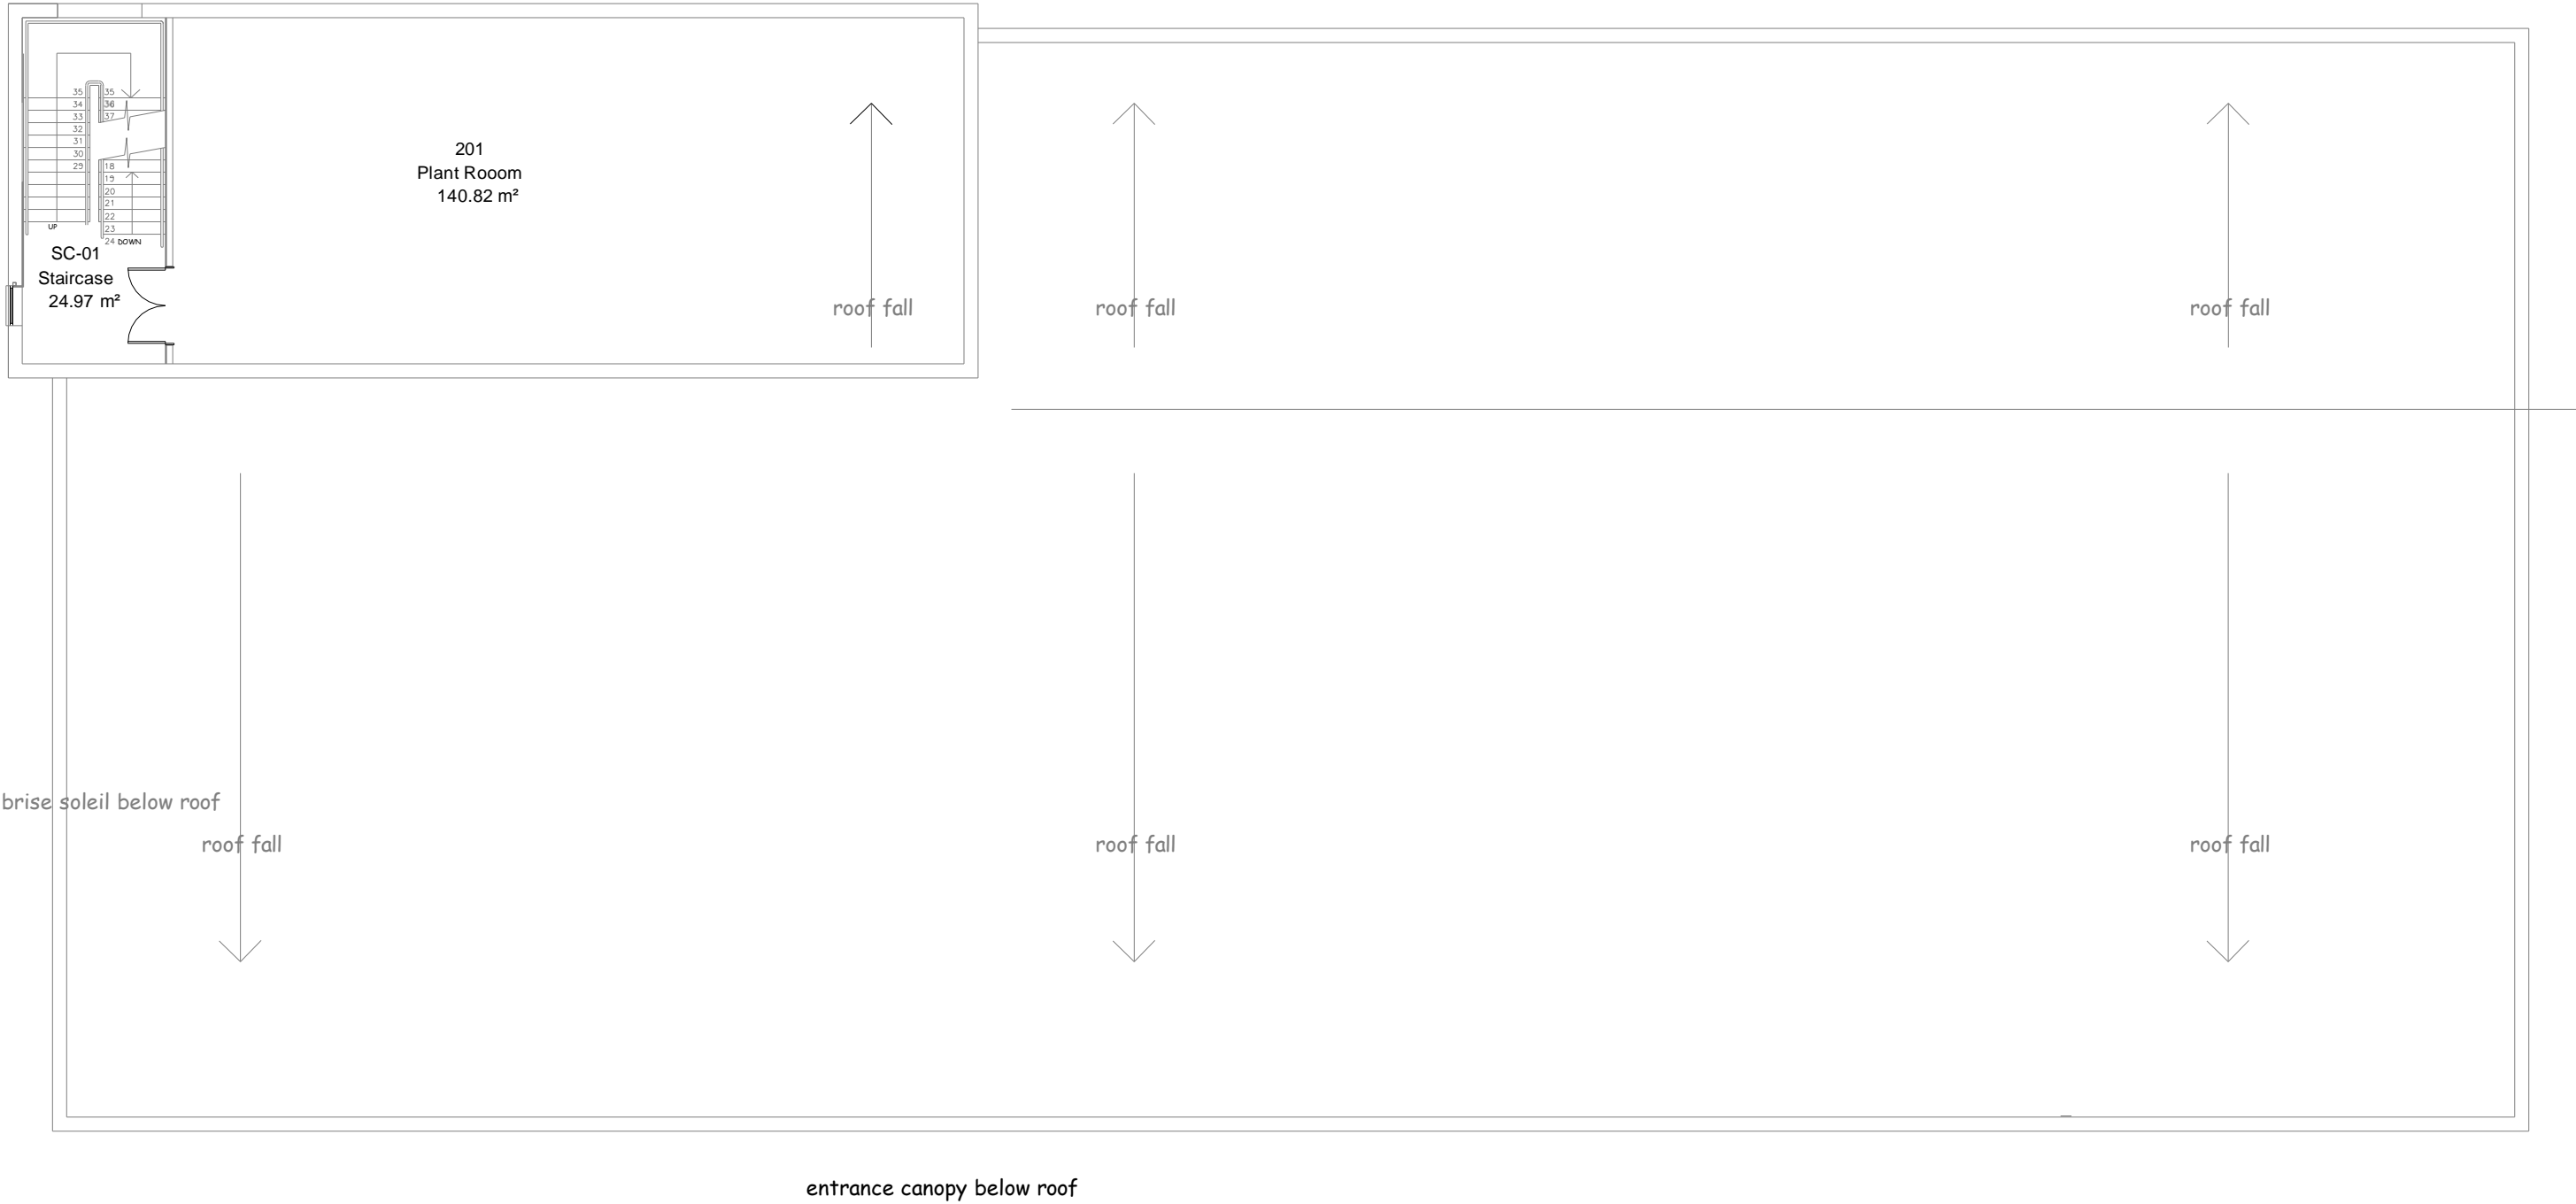 35 35
34 36
33 37
32
31
30
29 18
19
20
21
22
UP 23
24 DOWN
SC-01
Staircase
24.97 m²
201
Plant Rooom
140.82 m²
roof fall
roof fall
roof fall
brise soleil below roof
roof fall
roof fall
roof fall
entrance canopy below roof